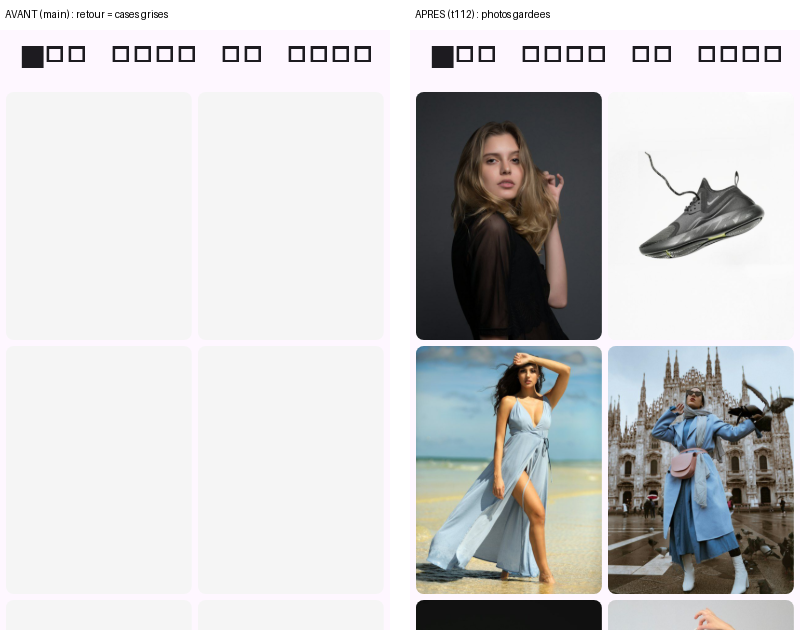 AVANT (main) : retour = cases grises
APRES (t112) : photos gardees